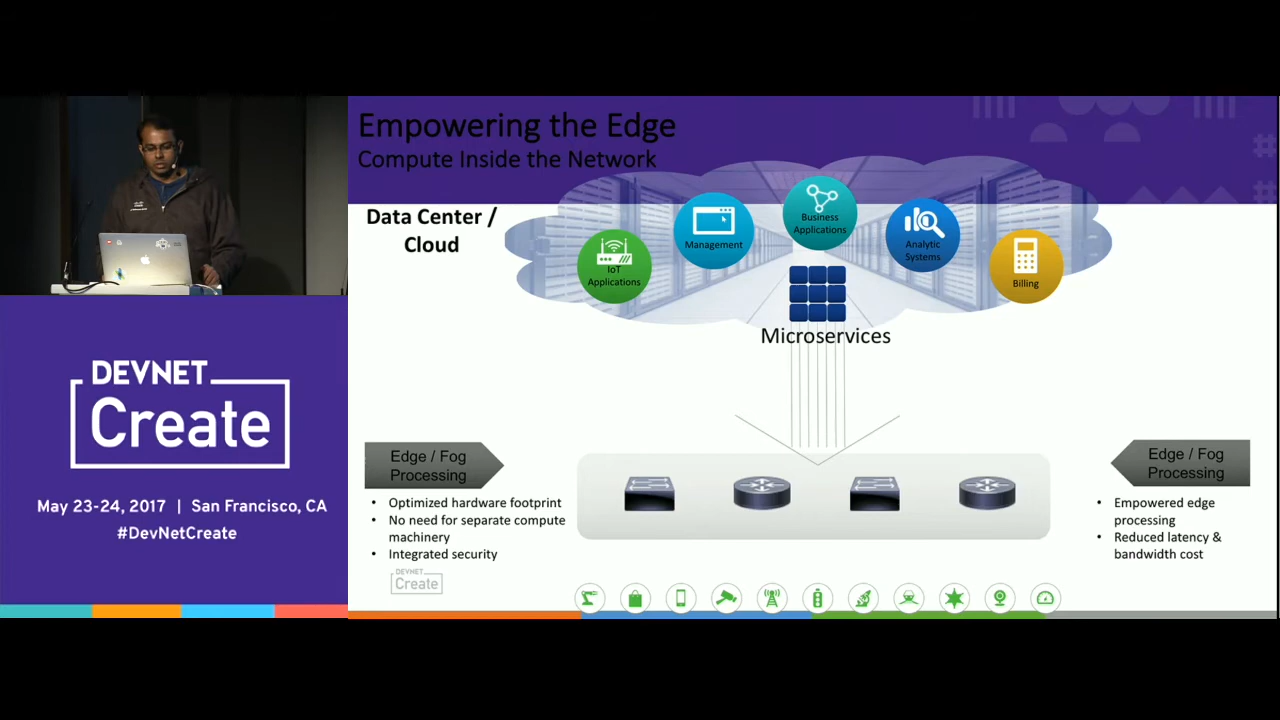 Empowering the Edge
Compute Inside the Network
Data Center /
Cloud
IoT
Applications
Management
Business
Applications
Analytic
Systems
Billing
Microservices
DEVNET
Create
May 23-24, 2017 | San Francisco, CA
#DevNetCreate
Edge / Fog
Processing
• Optimized hardware footprint
• No need for separate compute
machinery
• Integrated security
Edge / Fog
Processing
• Empowered edge
processing
• Reduced latency &
bandwidth cost
DEVNET
Create